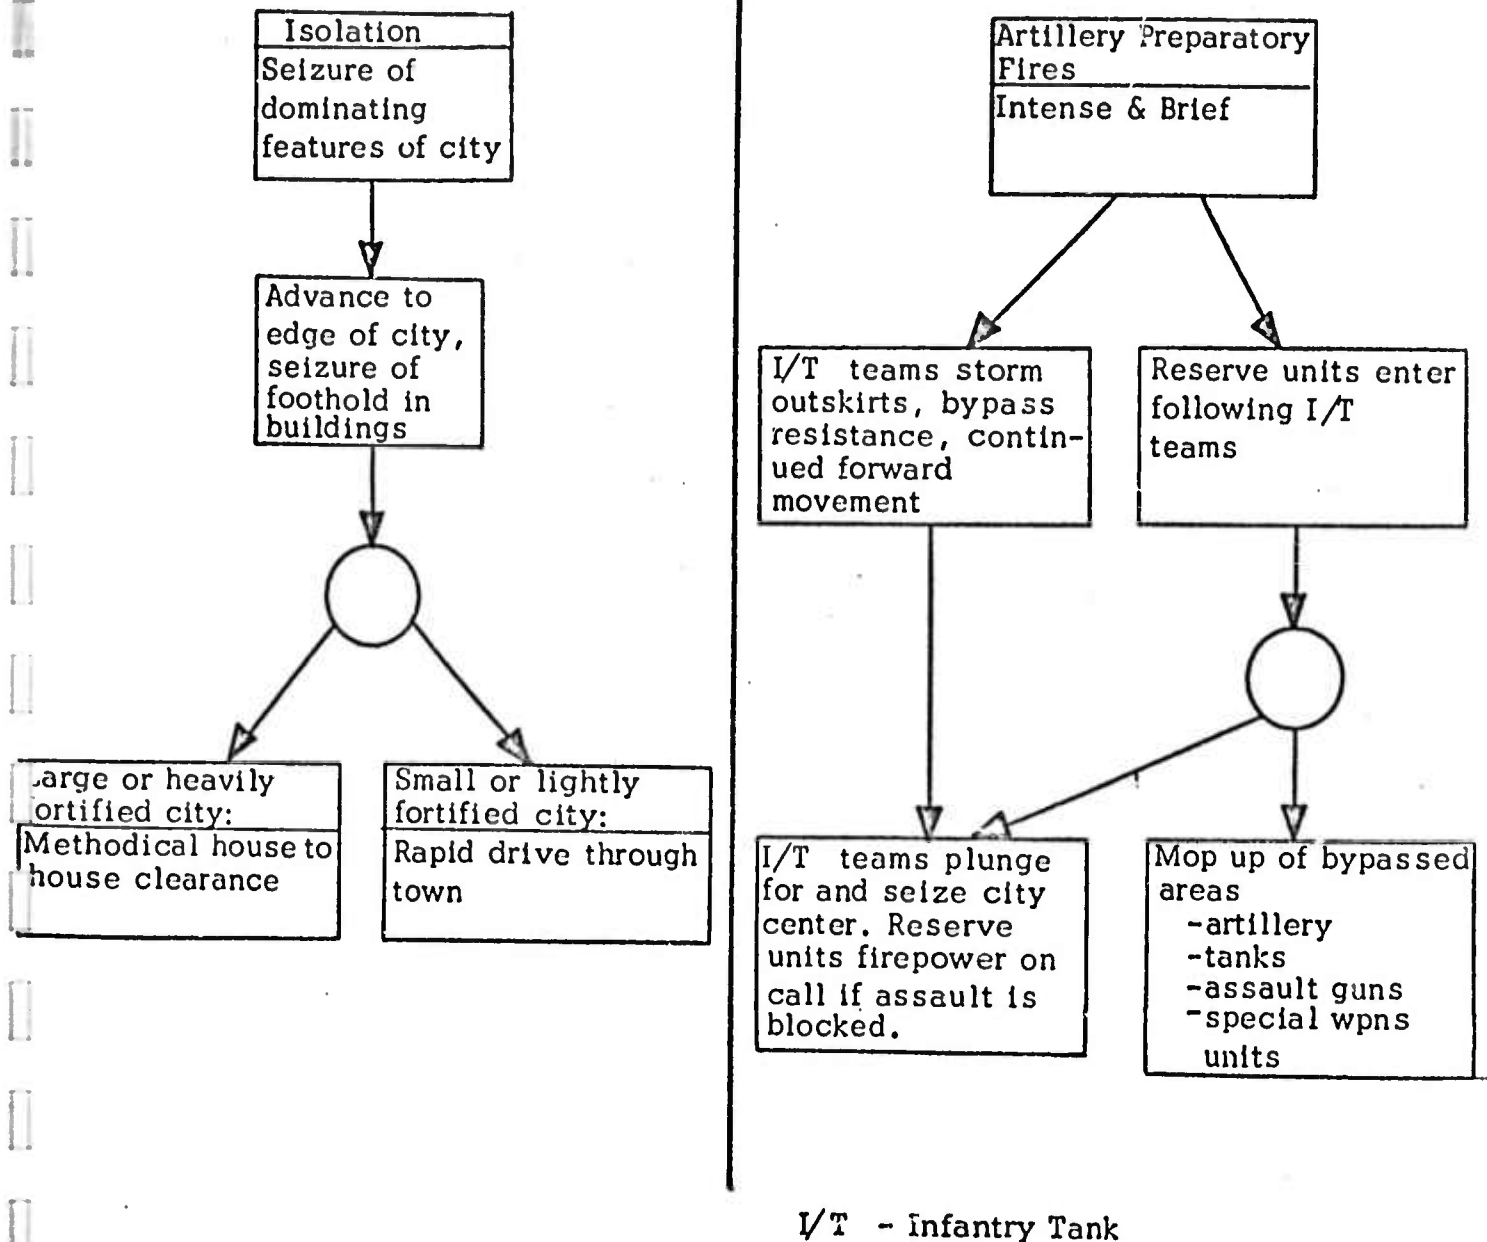 Isolation
Seizure of
dominating
features of city
Advance to
edge of city,
seizure of
foothold in
buildings
arge or heavily
ortified city:
Methodical house to
house clearance
Small or lightly
fortified city:
Rapid drive through
town
Artillery Preparatory
Fires
Intense & Brief
I/T teams storm
outskirts, bypass
resistance, contin-
ued forward
movement
Reserve units enter
following I/T
teams
I/T teams plunge
for and seize city
center. Reserve
units firepower on
call if assault is
blocked.
Mop up of bypassed
areas
-artillery
-tanks
-assault guns
-special wpns
units
I/T - Infantry Tank